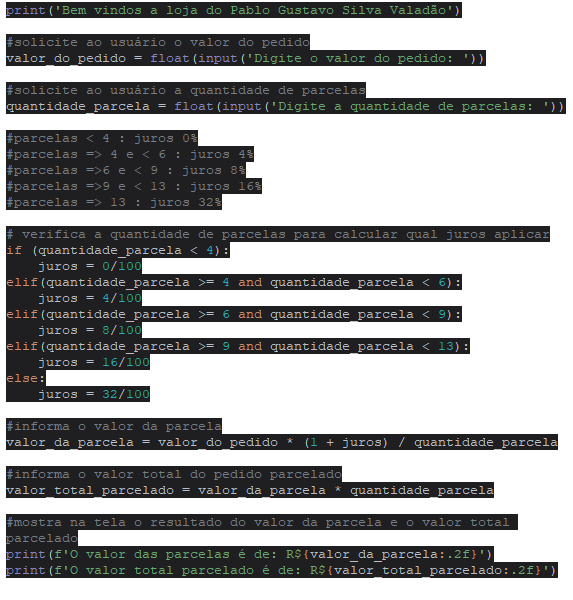 print('Bem vindos a loja do Pablo Gustavo Silva Valadão')
#solicite ao usuário o valor do pedido
valor_do_pedido = float(input('Digite o valor do pedido: '))
#solicite ao usuário a quantidade de parcelas
quantidade_parcela = float(input('Digite a quantidade de parcelas: '))
#parcelas < 4 : juros 0%
#parcelas => 4 e < 6 : juros 4%
#parcelas =>6 e < 9 : juros 8%
#parcelas =>9 e < 13 : juros 16%
#parcelas => 13 : juros 32%
# verifica a quantidade de parcelas para calcular qual juros aplicar
if (quantidade_parcela < 4):
    juros = 0/100
elif(quantidade_parcela >= 4 and quantidade_parcela < 6):
    juros = 4/100
elif(quantidade_parcela >= 6 and quantidade_parcela < 9):
    juros = 8/100
elif(quantidade_parcela >= 9 and quantidade_parcela < 13):
    juros = 16/100
else:
    juros = 32/100
#informa o valor da parcela
valor_da_parcela = valor_do_pedido * (1 + juros) / quantidade_parcela
#informa o valor total do pedido parcelado
valor_total_parcelado = valor_da_parcela * quantidade_parcela
#mostra na tela o resultado do valor da parcela e o valor total
parcelado
print(f'O valor das parcelas é de: R${valor_da_parcela:.2f}')
print(f'O valor total parcelado é de: R${valor_total_parcelado:.2f}')